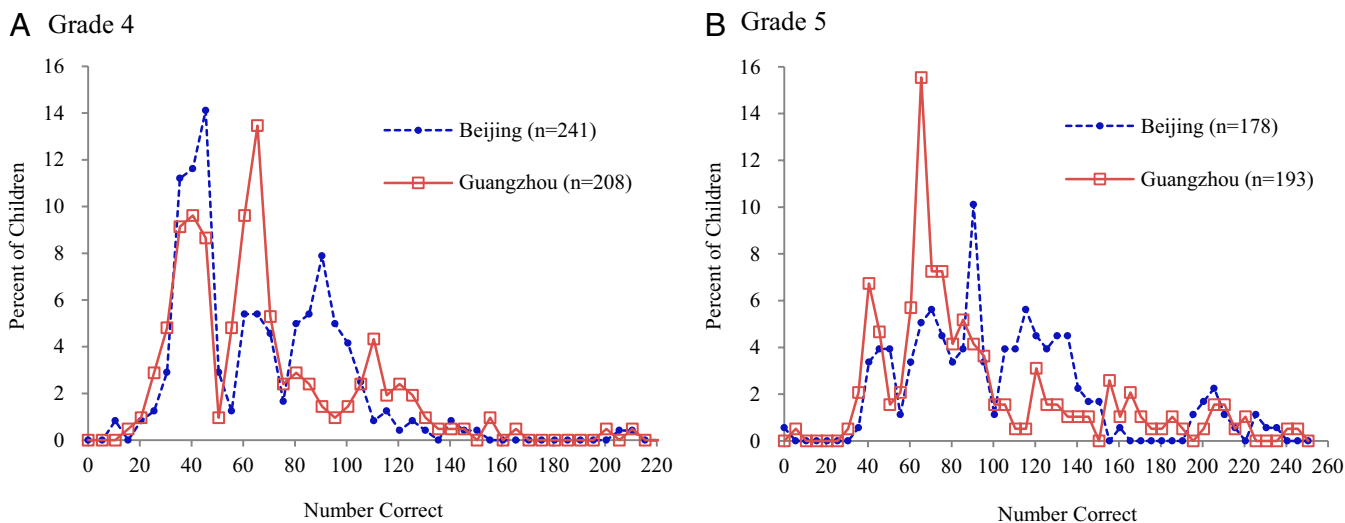 A Grade 4
16
14
12
10
8
6
4
2
0
Percent of Children
Beijing (n=241)
Guangzhou (n=208)
0 20 40 60 80 100 120 140 160 180 200 220
Number Correct
B Grade 5
16
14
12
10
8
6
4
2
0
Percent of Children
Beijing (n=178)
Guangzhou (n=193)
0 20 40 60 80 100 120 140 160 180 200 220 240 260
Number Correct